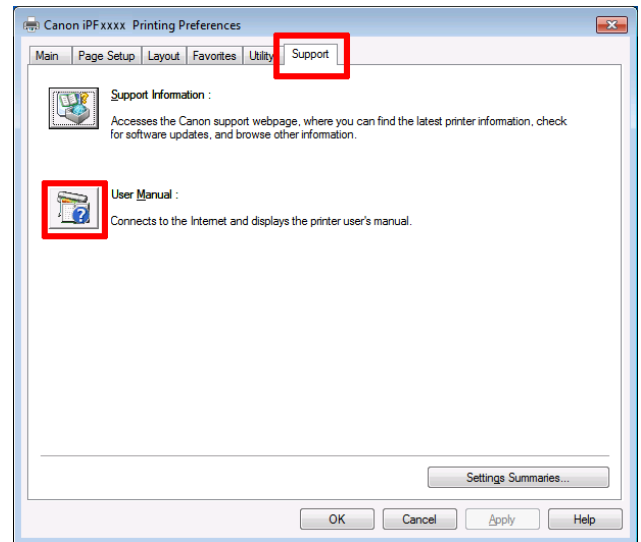 Canon iPFxxxx Printing Preferences
Main Page Setup Layout Favorites Utility Support
Support Information :
Accesses the Canon support webpage, where you can find the latest printer information, check
for software updates, and browse other information.
User Manual :
Connects to the Internet and displays the printer user's manual.
Settings Summaries...
OK Cancel Apply Help